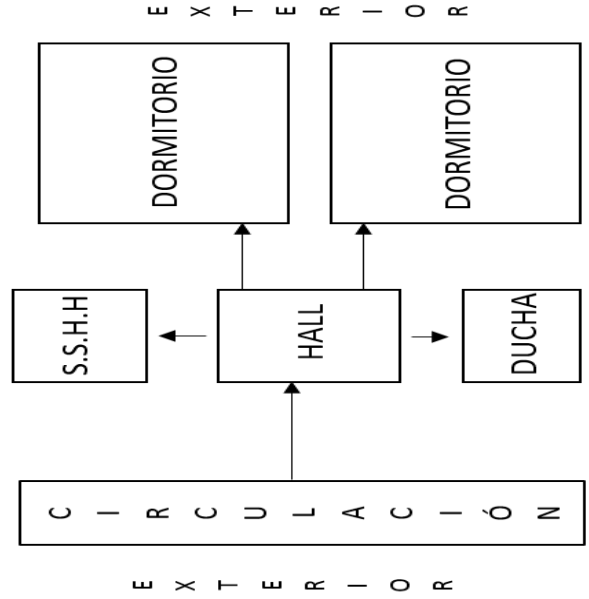 EXTERIOR
DORMITORIO
DORMITORIO
S.S.H.H
HALL
DUCHA
CIRCULACIÓN
EXTERIOR